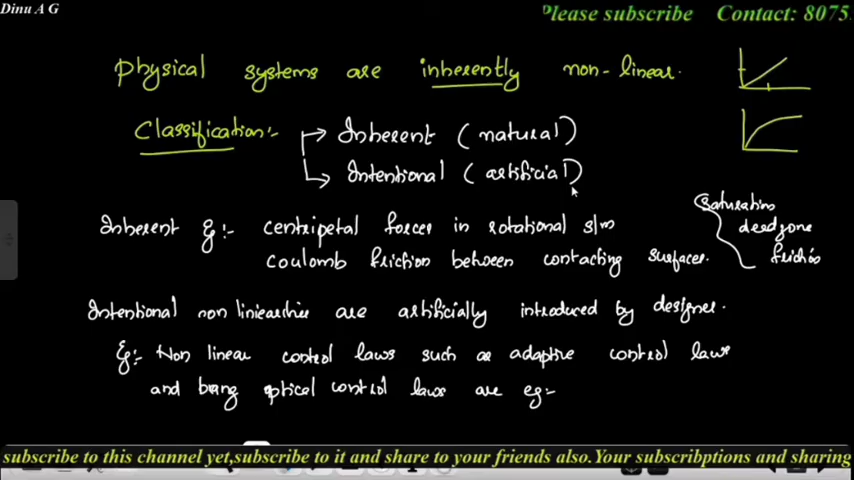 Dinu A G
Please subscribe Contact: 8075
Physical systems are inherently non-linear.
Classification:-
Inherent (natural)
Intentional (artificial)
Inherent Eg:- centripetal forces in rotational s/m
coulomb friction between contacting surfaces.
Saturation
deadzone
friction
Intentional non liniearities are artificially introduced by designer.
Eg:- Non linear control laws such as adaptive control laws
and bang optical control laws are eg:-
subscribe to this channel yet,subscribe to it and share to your friends also.Your subscribptions and sharing